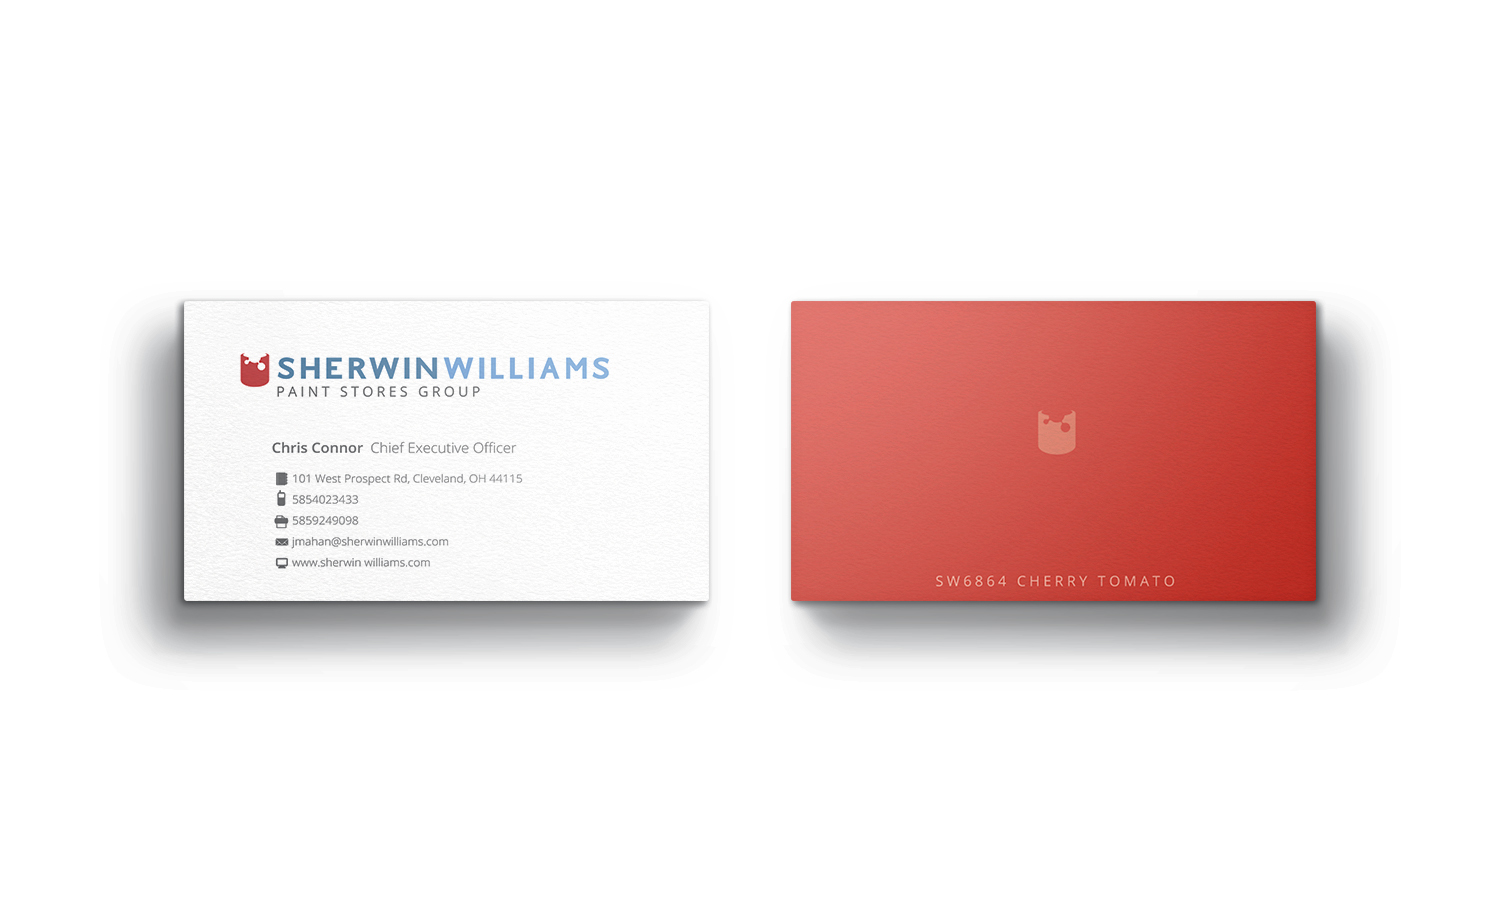 SHERWINWILLIAMS
PAINT STORES GROUP
Chris Connor Chief Executive Officer
101 West Prospect Rd, Cleveland, OH 44115
5854023433
5859249098
jmahan@sherwinwilliams.com
www.sherwin williams.com
SW6864 CHERRY TOMATO